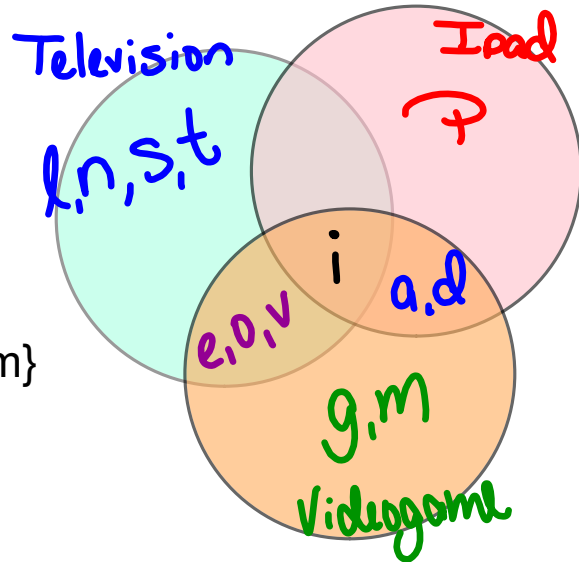 Television
Ipad
P
l,n,s,t
i
a,d
e,o,v
m}
g,m
Videogame